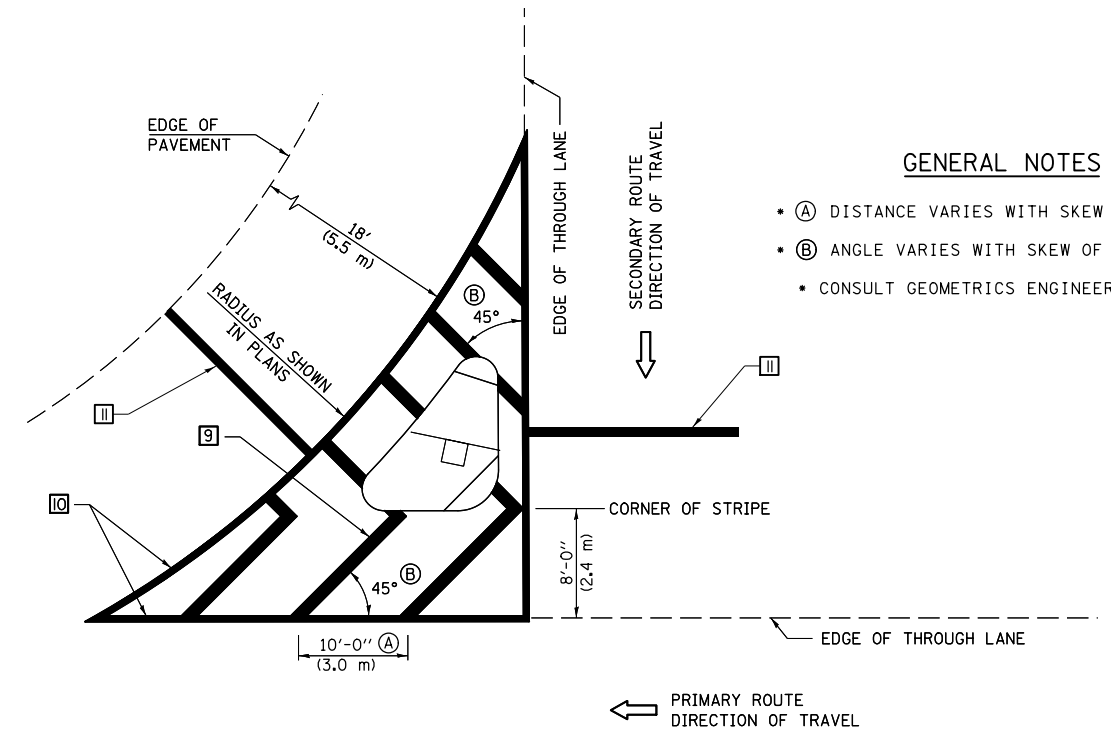 EDGE OF
PAVEMENT
18'
(5.5 m)
RADIUS AS SHOWN
IN PLANS
EDGE OF THROUGH LANE
SECONDARY ROUTE
DIRECTION OF TRAVEL
GENERAL NOTES
* Ⓐ DISTANCE VARIES WITH SKEW
* Ⓑ ANGLE VARIES WITH SKEW OF
* CONSULT GEOMETRICS ENGINEER
Ⓑ
45°
11
11
9
10
CORNER OF STRIPE
8'-0"
(2.4 m)
45° Ⓑ
10'-0" Ⓐ
(3.0 m)
EDGE OF THROUGH LANE
PRIMARY ROUTE
DIRECTION OF TRAVEL